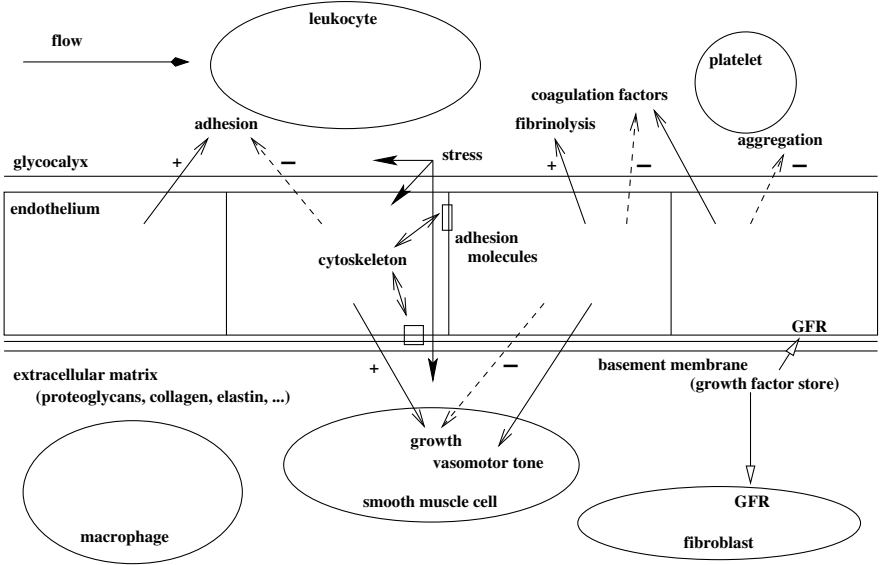 leukocyte
flow
platelet
coagulation factors
adhesion
fibrinolysis
aggregation
glycocalyx
+
−
stress
+
−
−
endothelium
adhesion
molecules
cytoskeleton
GFR
+
−
basement membrane
(growth factor store)
extracellular matrix
(proteoglycans, collagen, elastin, ...)
growth
vasomotor tone
smooth muscle cell
GFR
macrophage
fibroblast